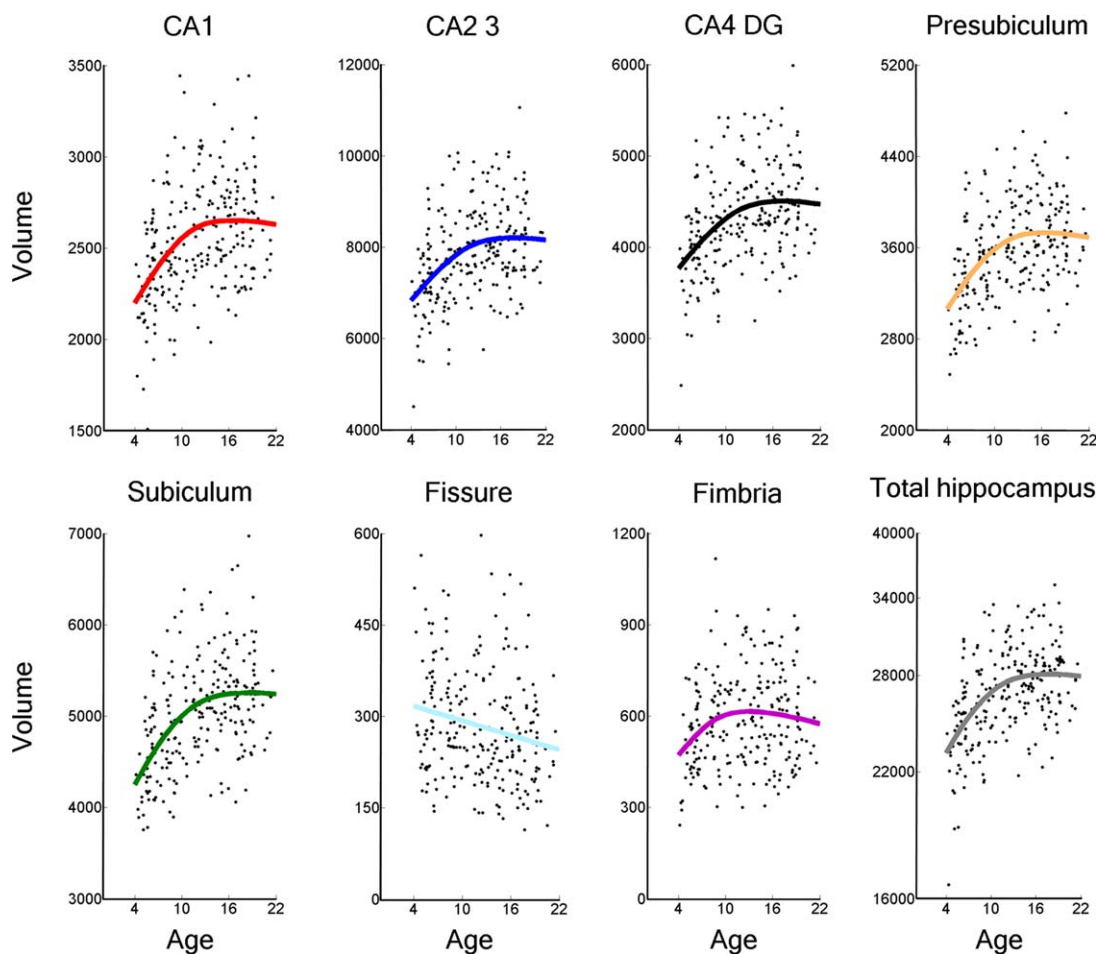 CA1 CA2 3 CA4 DG Presubiculum
3500 12000 6000 5200
3000 10000 5000 4400
Volume
2500 8000 4000 3600
2000 6000 3000 2800
1500 4000 2000 2000
4 10 16 22 4 10 16 22 4 10 16 22 4 10 16 22
Subiculum Fissure Fimbria Total hippocampus
7000 600 1200 40000
34000
6000 450 900
28000
Volume
5000 300 600
22000
4000 150 300
3000 0 0 16000
4 10 16 22 4 10 16 22 4 10 16 22 4 10 16 22
Age Age Age Age